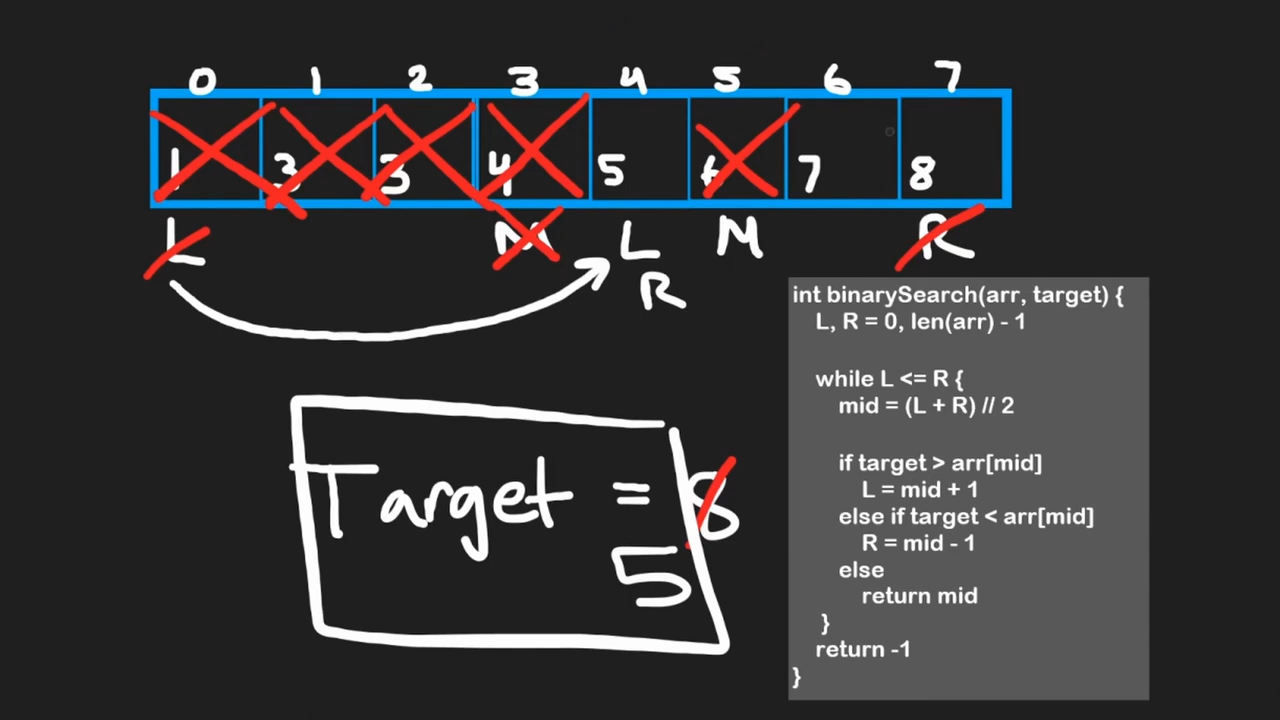 0 1 2 3 4 5 6 7
1 2 3 4 5 6 7 8
L M L M R
R
int binarySearch(arr, target) {
L, R = 0, len(arr) - 1
while L <= R {
mid = (L + R) // 2
if target > arr[mid]
L = mid + 1
else if target < arr[mid]
R = mid - 1
else
return mid
}
return -1
}
Target = 8
5